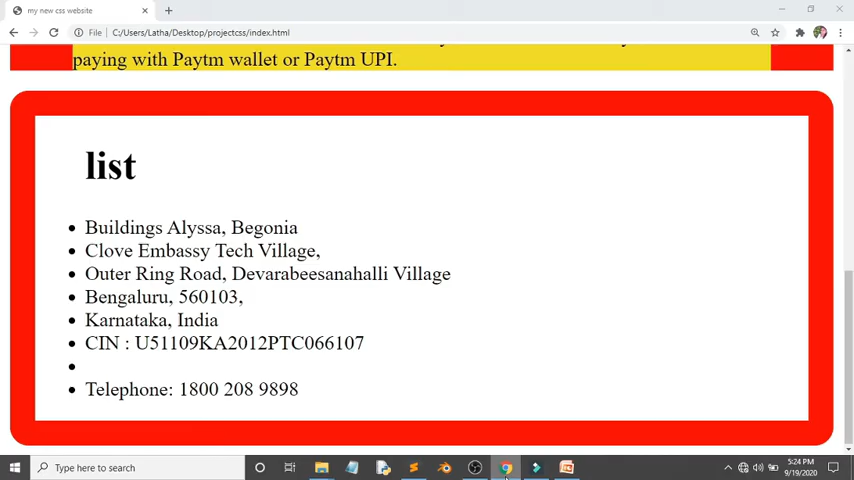 my new css website
File
C:/Users/Latha/Desktop/projectcss/index.html
paying with Paytm wallet or Paytm UPI.
list
Buildings Alyssa, Begonia
Clove Embassy Tech Village,
Outer Ring Road, Devarabeesanahalli Village
Bengaluru, 560103,
Karnataka, India
CIN : U51109KA2012PTC066107
Telephone: 1800 208 9898
Type here to search
5:24 PM
9/19/2020